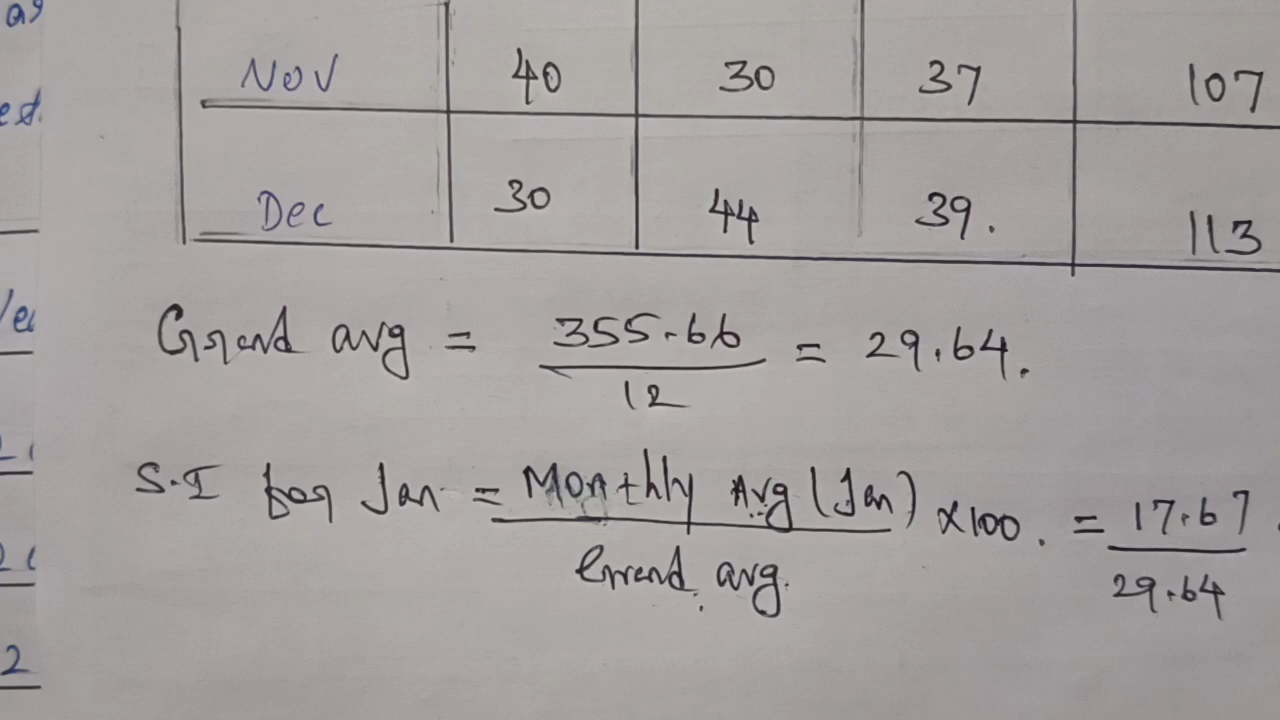 Nov 40 30 37 107
Dec 30 44 39. 113
Grand avg = 355.66 / 12 = 29.64.
S.I for Jan = Monthly Avg (Jan) / Grand avg. x100. = 17.67 / 29.64